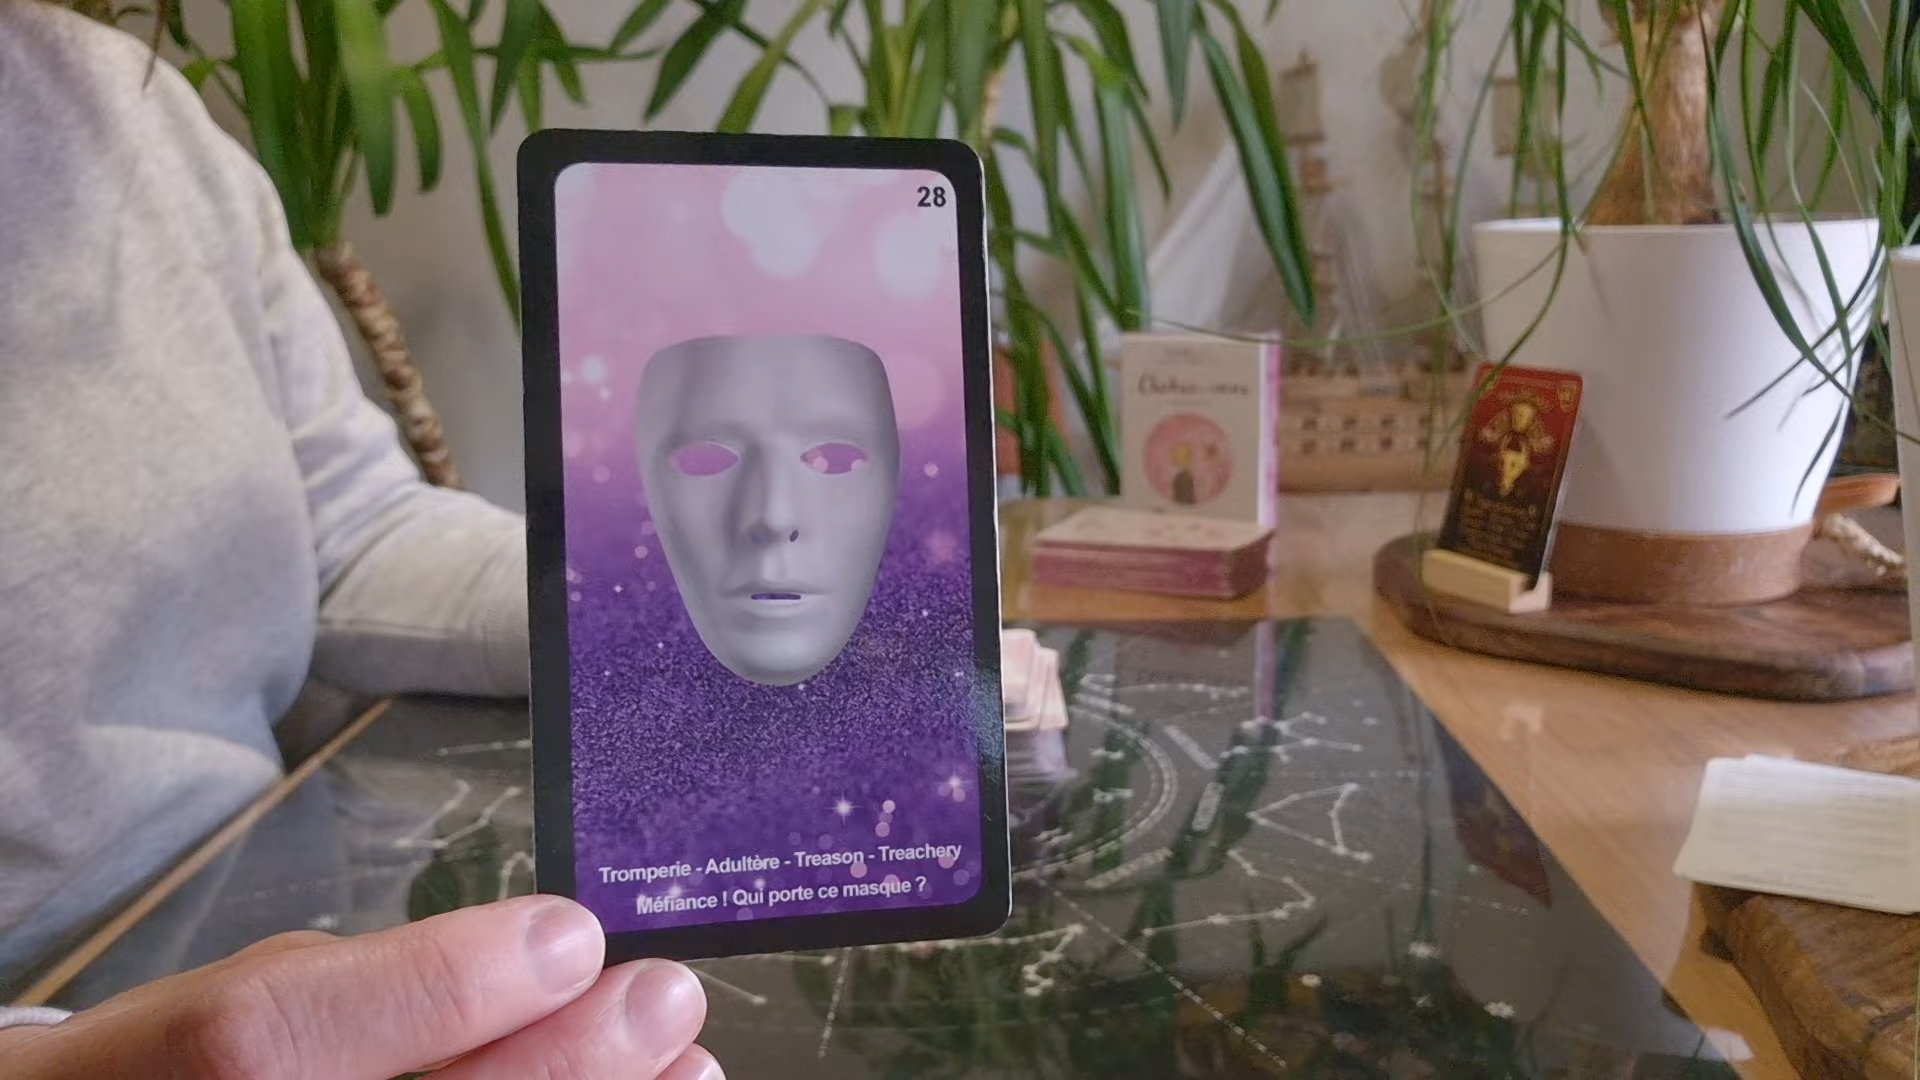 28
Tromperie - Adultère - Treason - Treachery
Méfiance ! Qui porte ce masque ?